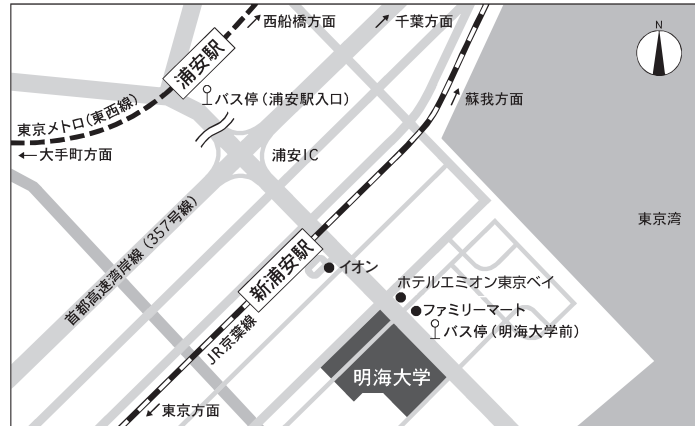 西船橋方面
千葉方面
N
浦安駅
バス停(浦安駅入口)
蘇我方面
東京メトロ(東西線)
大手町方面
浦安IC
東京湾
首都高速湾岸線(357号線)
新浦安駅
イオン
ホテルエミオン東京ベイ
ファミリーマート
バス停(明海大学前)
JR京葉線
明海大学
東京方面